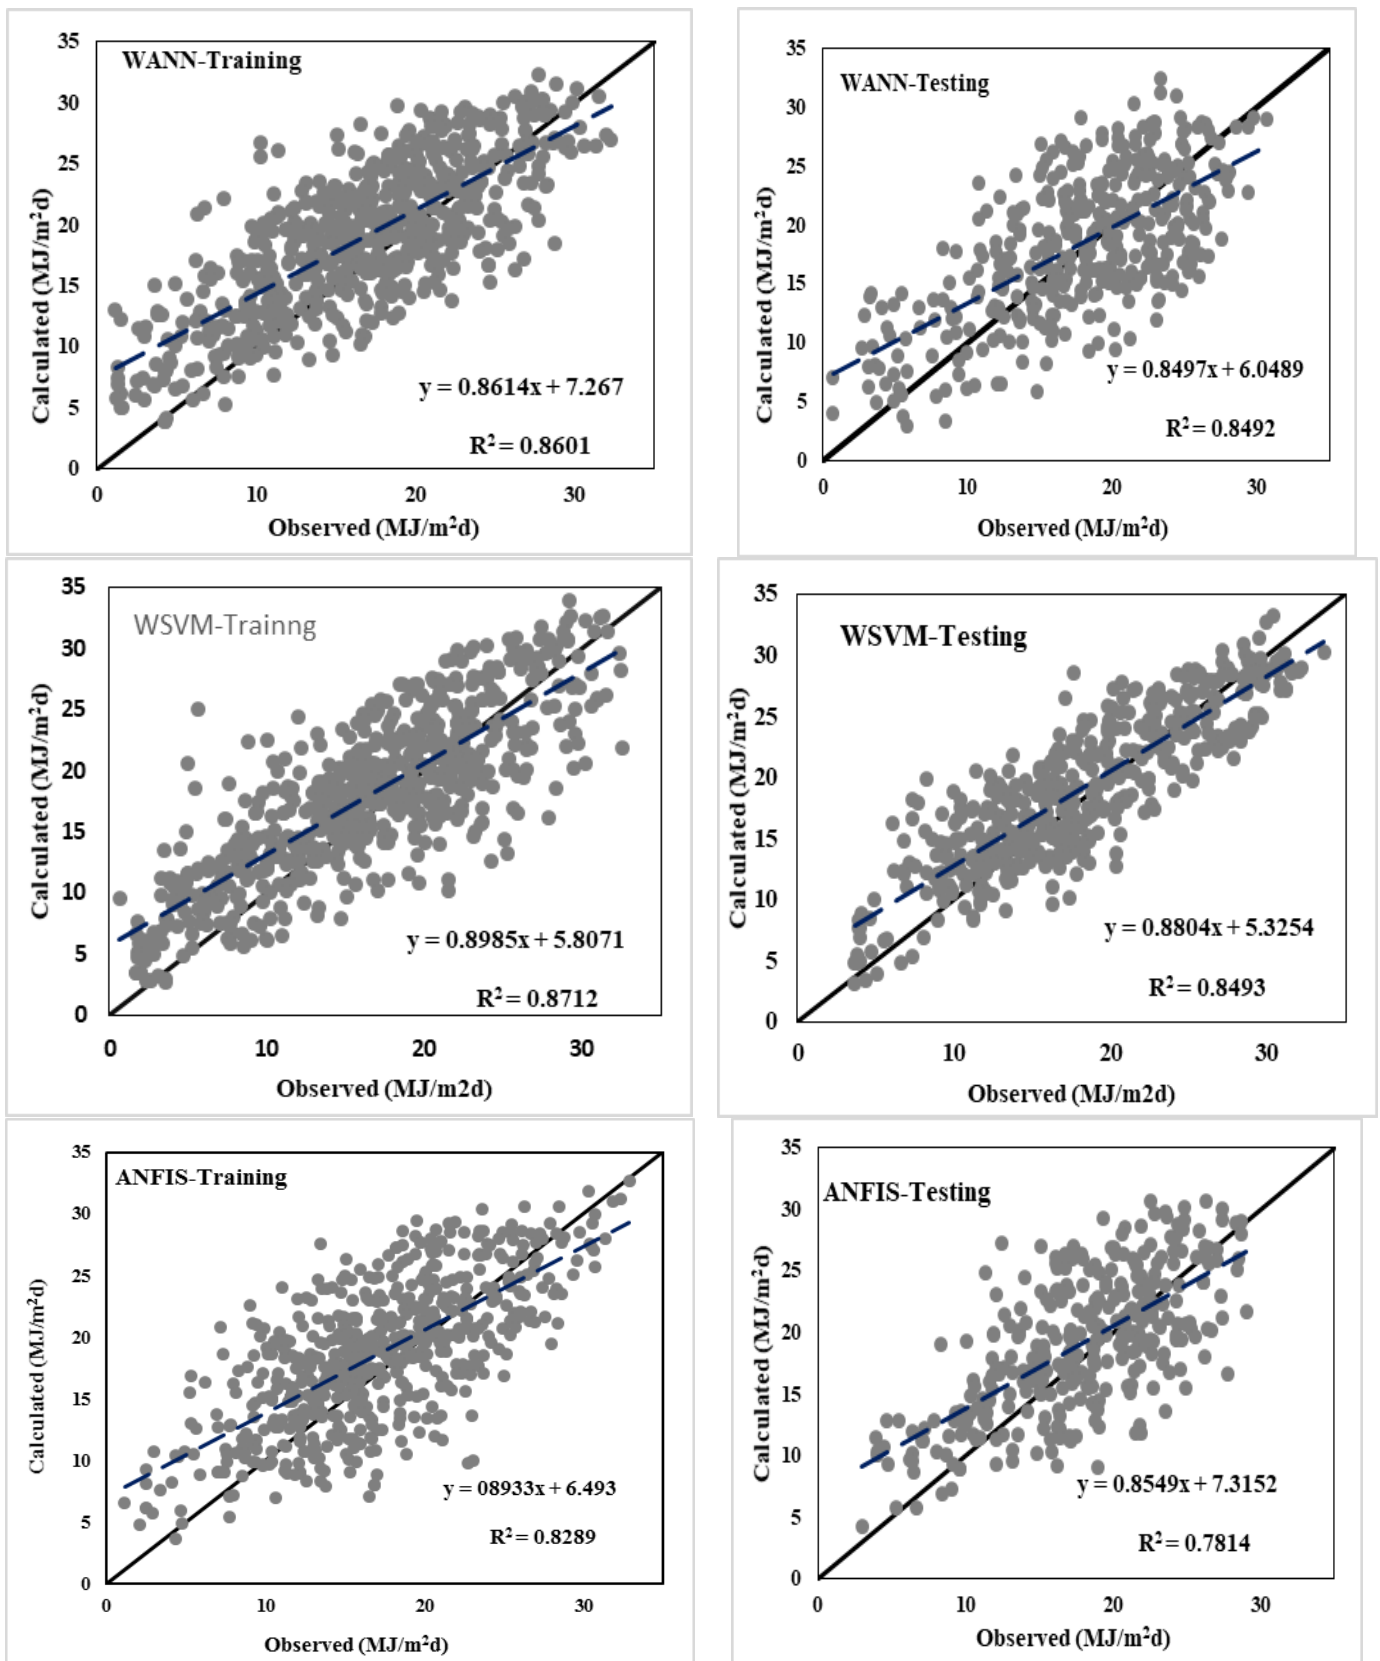 WANN-Training
35
30
25
20
15
10
5
0
Calculated (MJ/m²d)
y = 0.8614x + 7.267
R² = 0.8601
0 10 20 30
Observed (MJ/m²d)
WANN-Testing
35
30
25
20
15
10
5
0
Calculated (MJ/m²d)
y = 0.8497x + 6.0489
R² = 0.8492
0 10 20 30
Observed (MJ/m²d)
WSVM-Trainng
35
30
25
20
15
10
5
0
Calculated (MJ/m²d)
y = 0.8985x + 5.8071
R² = 0.8712
0 10 20 30
Observed (MJ/m2d)
WSVM-Testing
35
30
25
20
15
10
5
0
Calculated (MJ/m²d)
y = 0.8804x + 5.3254
R² = 0.8493
0 10 20 30
Observed (MJ/m2d)
ANFIS-Training
35
30
25
20
15
10
5
0
Calculated (MJ/m²d)
y = 08933x + 6.493
R² = 0.8289
0 10 20 30
Observed (MJ/m²d)
ANFIS-Testing
35
30
25
20
15
10
5
0
Calculated (MJ/m²d)
y = 0.8549x + 7.3152
R² = 0.7814
0 10 20 30
Observed (MJ/m²d)